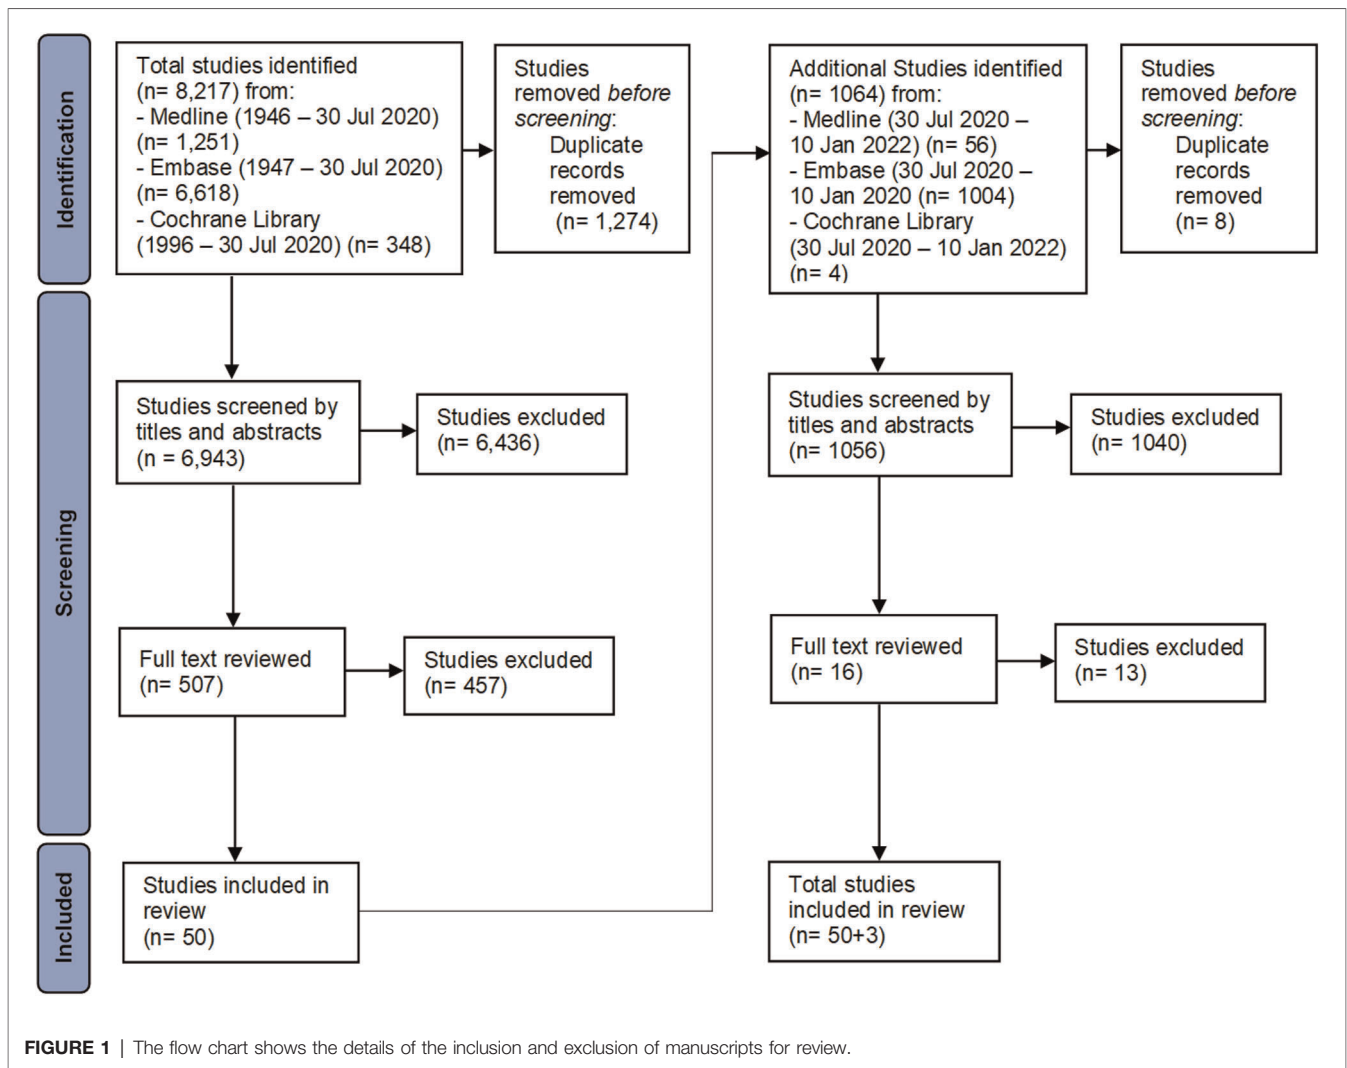 Identification
Total studies identified
(n= 8,217) from:
- Medline (1946 – 30 Jul 2020)
(n= 1,251)
- Embase (1947 – 30 Jul 2020)
(n= 6,618)
- Cochrane Library
(1996 – 30 Jul 2020) (n= 348)
Studies
removed before
screening:
Duplicate
records
removed
(n= 1,274)
Additional Studies identified
(n= 1064) from:
- Medline (30 Jul 2020 –
10 Jan 2022) (n= 56)
- Embase (30 Jul 2020 –
10 Jan 2020 (n= 1004)
- Cochrane Library
(30 Jul 2020 – 10 Jan 2022)
(n= 4)
Studies
removed before
screening:
Duplicate
records
removed
(n= 8)
Screening
Studies screened by
titles and abstracts
(n = 6,943)
Studies excluded
(n= 6,436)
Studies screened by
titles and abstracts
(n= 1056)
Studies excluded
(n= 1040)
Full text reviewed
(n= 507)
Studies excluded
(n= 457)
Full text reviewed
(n= 16)
Studies excluded
(n= 13)
Included
Studies included in
review
(n= 50)
Total studies
included in review
(n= 50+3)
FIGURE 1 | The flow chart shows the details of the inclusion and exclusion of manuscripts for review.